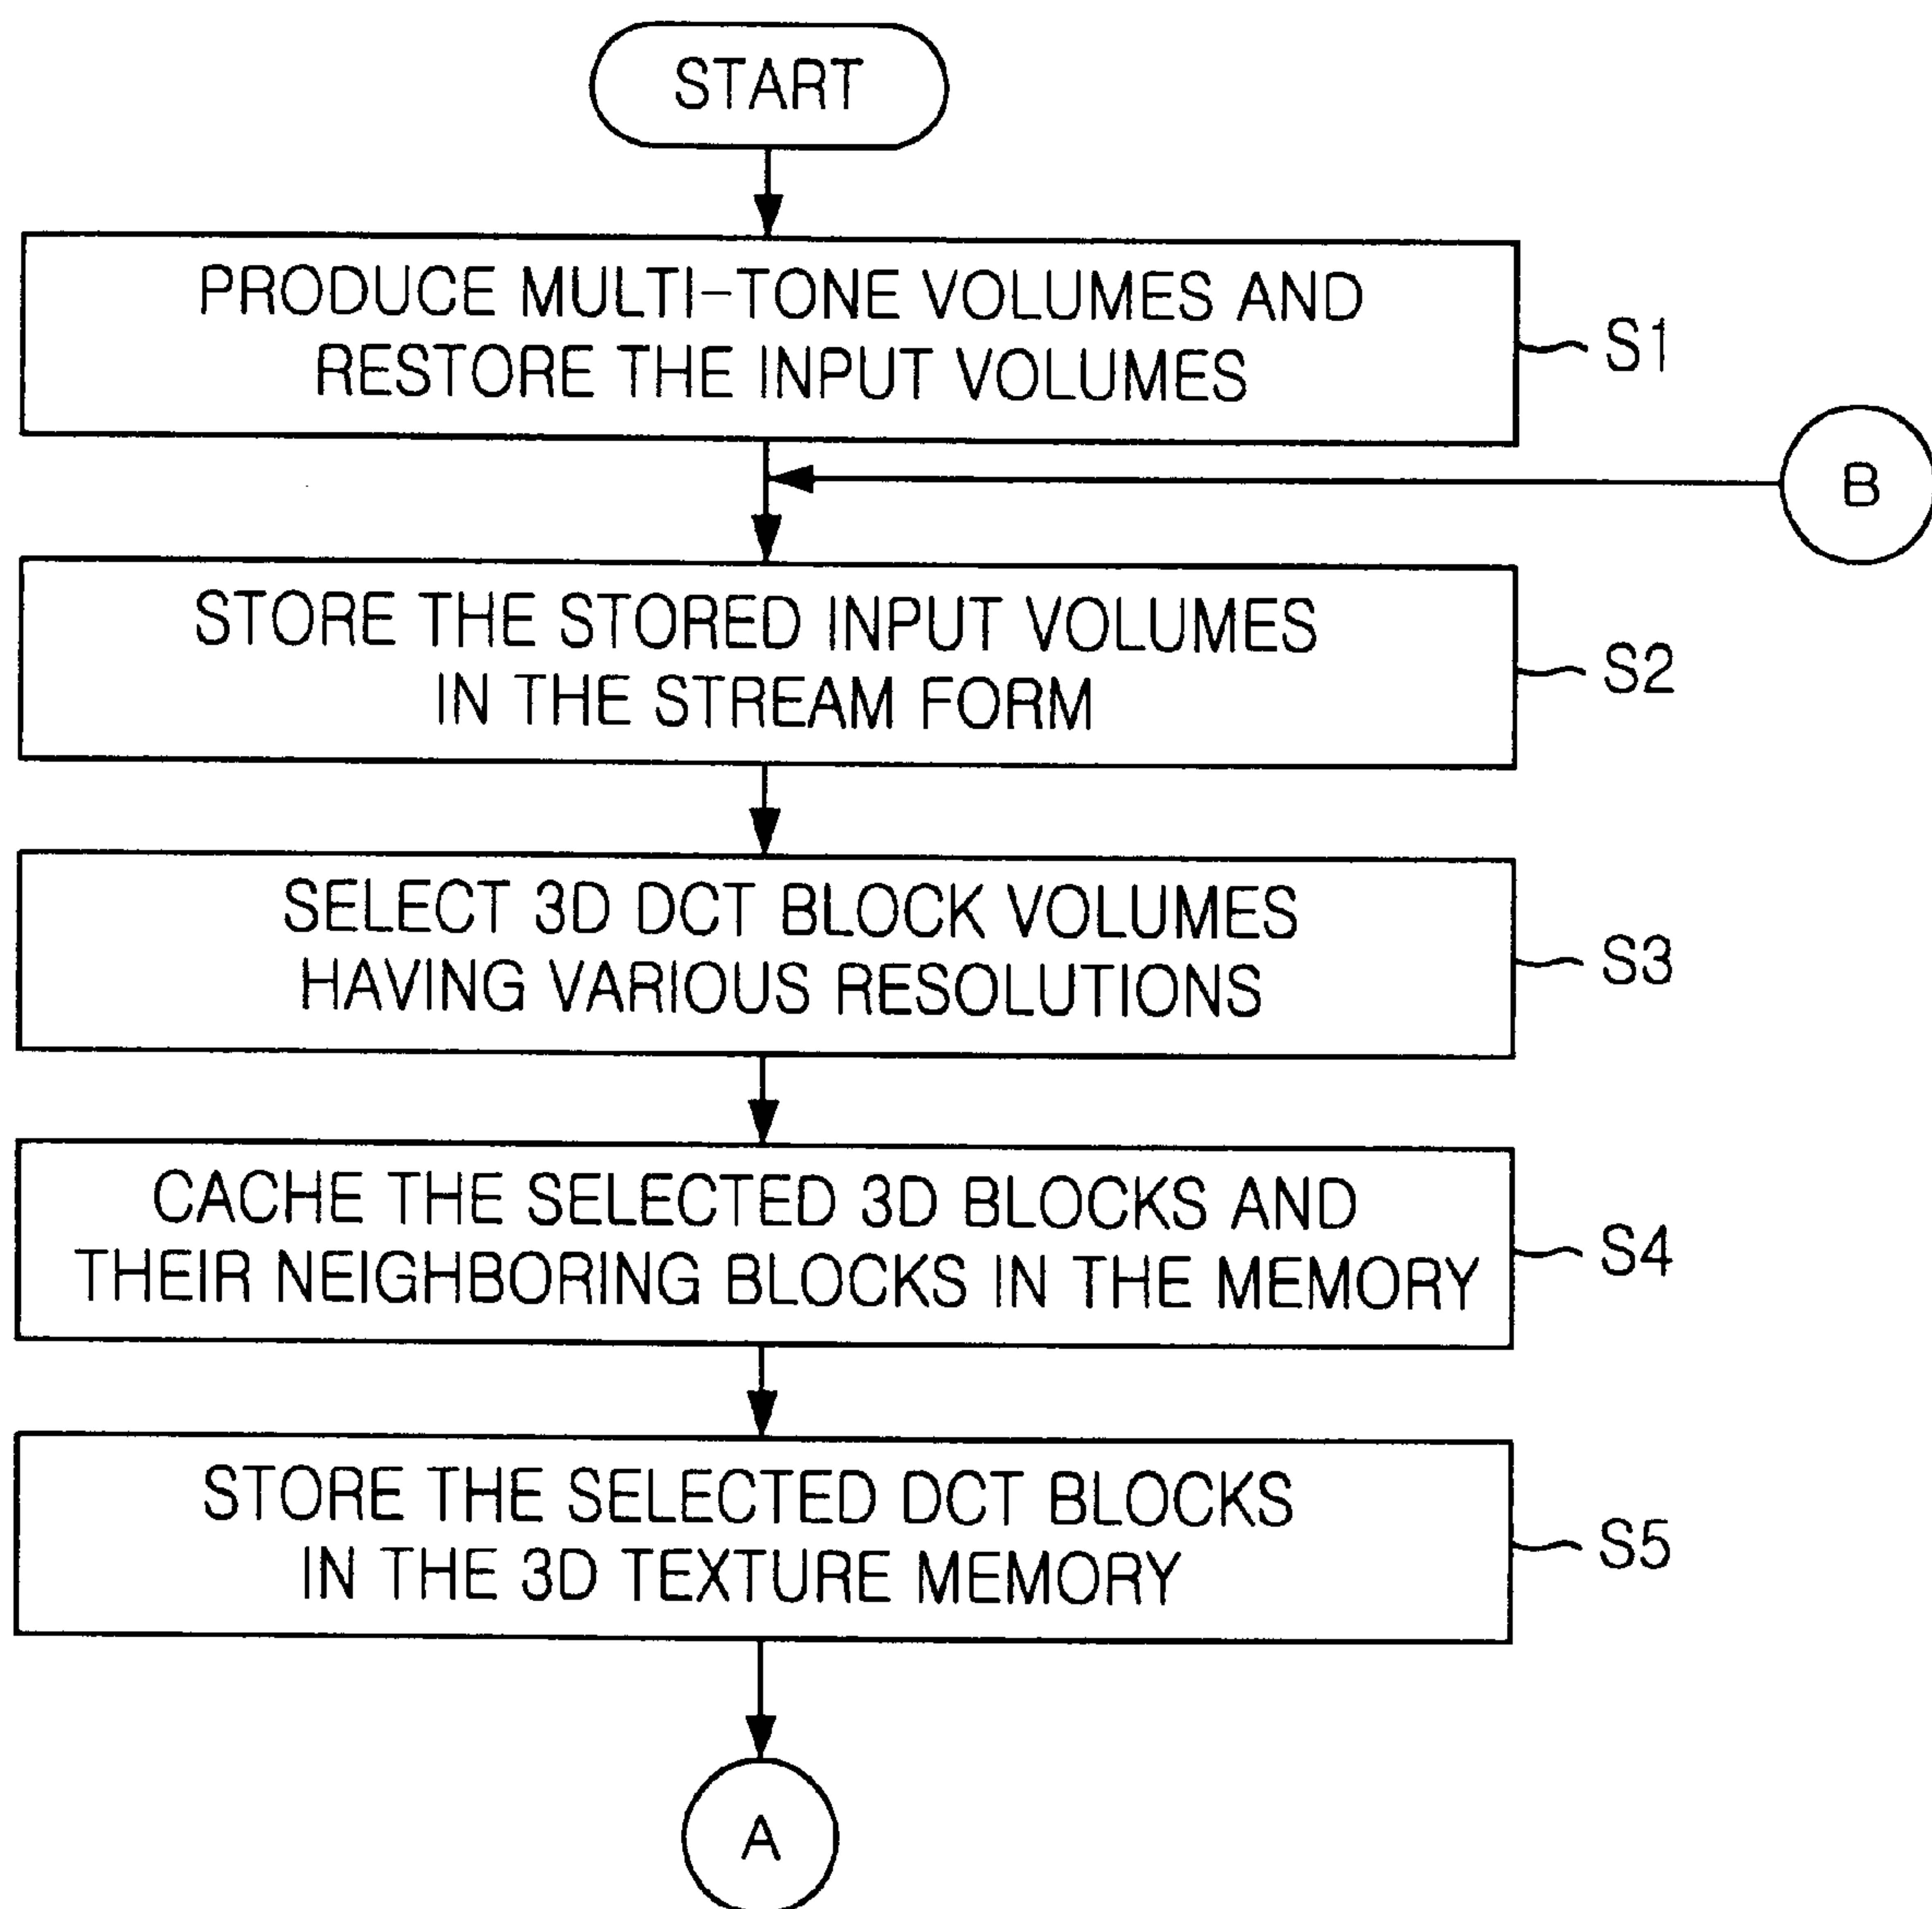 START
PRODUCE MULTI-TONE VOLUMES AND
RESTORE THE INPUT VOLUMES
S1
B
STORE THE STORED INPUT VOLUMES
IN THE STREAM FORM
S2
SELECT 3D DCT BLOCK VOLUMES
HAVING VARIOUS RESOLUTIONS
S3
CACHE THE SELECTED 3D BLOCKS AND
THEIR NEIGHBORING BLOCKS IN THE MEMORY
S4
STORE THE SELECTED DCT BLOCKS
IN THE 3D TEXTURE MEMORY
S5
A